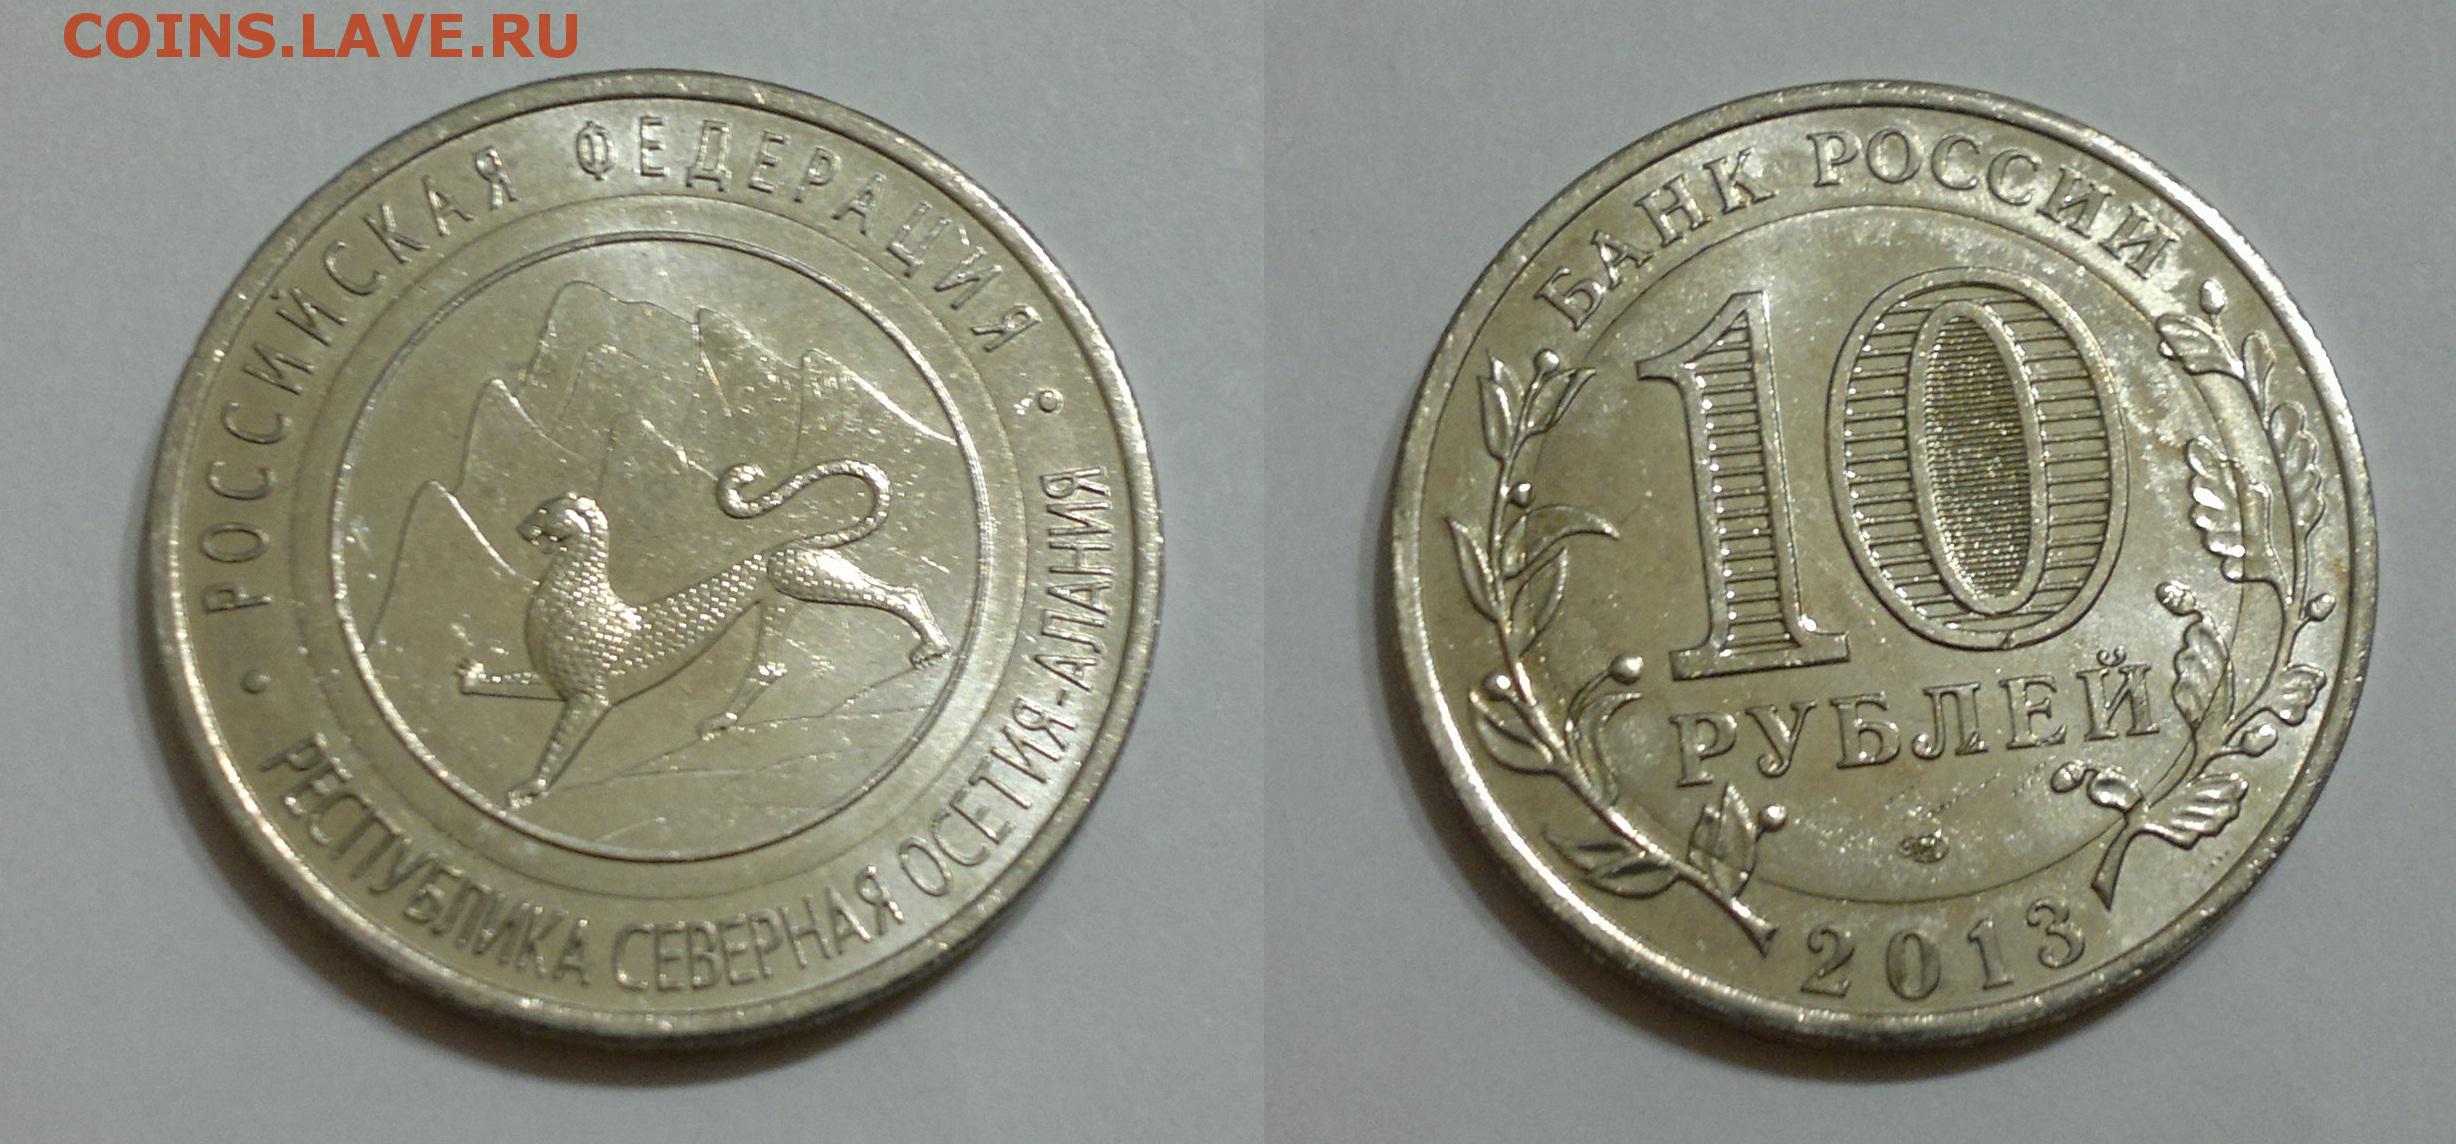 COINS.LAVE.RU
РОССИЙСКАЯ ФЕДЕРАЦИЯ
РЕСПУБЛИКА СЕВЕРНАЯ ОСЕТИЯ-АЛАНИЯ
БАНК РОССИИ
10
РУБЛЕЙ
2013